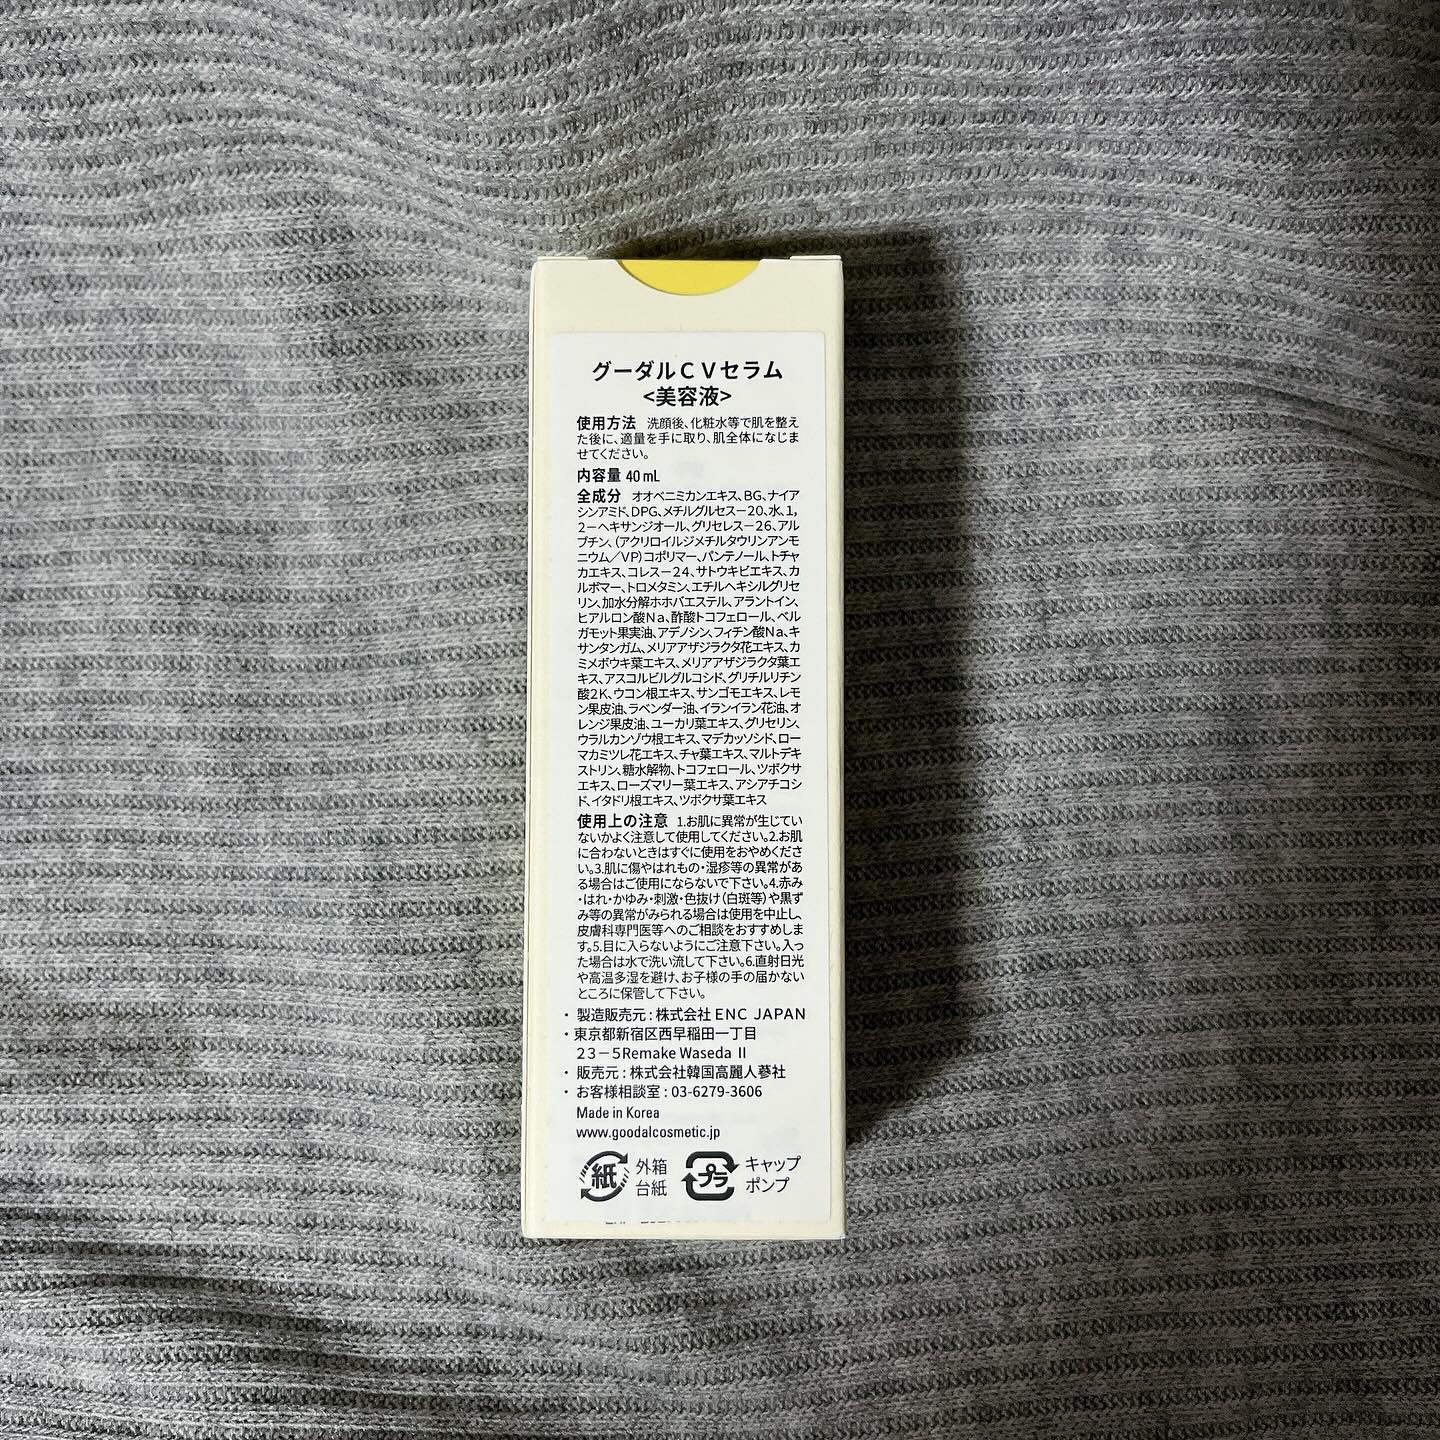 グーダルＣＶセラム
<美容液>
使用方法 洗顔後、化粧水等で肌を整え
た後に、適量を手に取り、肌全体になじま
せてください。
内容量 40 mL
全成分 オオベニミカンエキス、BG、ナイア
シンアミド、DPG、メチルグルセス－20、水、1,
2－ヘキサンジオール、グリセレス－26、アル
ブチン、(アクリロイルジメチルタウリンアンモ
ニウム／VP)コポリマー、パンテノール、トチャ
カエキス、コレス－24、サトウキビエキス、カ
ルボマー、トロメタミン、エチルヘキシルグリセ
リン、加水分解ホホバエステル、アラントイン、
ヒアルロン酸Na、酢酸トコフェロール、ベル
ガモット果実油、アデノシン、フィチン酸Na、キ
サンタンガム、メリアアザジラクタ花エキス、カ
ミメボウキ葉エキス、メリアアザジラクタ葉エ
キス、アスコルビルグルコシド、グリチルリチン
酸2K、ウコン根エキス、サンゴモエキス、レモ
ン果皮油、ラベンダー油、イランイラン花油、オ
レンジ果皮油、ユーカリ葉エキス、グリセリン、
ウラルカンゾウ根エキス、マデカッソシド、ロー
マカミツレ花エキス、チャ葉エキス、マルトデキ
ストリン、糖水解物、トコフェロール、ツボクサ
エキス、ローズマリー葉エキス、アシアチコシ
ド、イタドリ根エキス、ツボクサ葉エキス
使用上の注意 1.お肌に異常が生じてい
ないかよく注意して使用してください。2.お肌
に合わないときはすぐに使用をおやめくださ
い。3.肌に傷やはれもの・湿疹等の異常があ
る場合はご使用にならないで下さい。4.赤み
・はれ・かゆみ・刺激・色抜け(白斑等)や黒ず
み等の異常がみられる場合は使用を中止し、
皮膚科専門医等へのご相談をおすすめしま
す。5.目に入らないようにご注意下さい。入っ
た場合は水で洗い流して下さい。6.直射日光
や高温多湿を避け、お子様の手の届かない
ところに保管して下さい。
・ 製造販売元 : 株式会社 ENC JAPAN
・ 東京都新宿区西早稲田一丁目
23－5Remake Waseda Ⅱ
・ 販売元 : 株式会社韓国高麗人蔘社
・ お客様相談室 : 03-6279-3606
Made in Korea
www.goodalcosmetic.jp
紙 外箱 台紙 プラ キャップ ポンプ